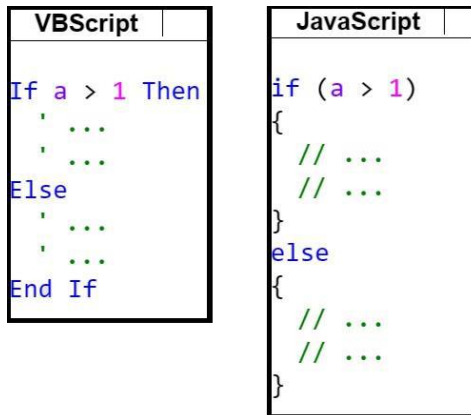 VBScript
If a > 1 Then
' ...
' ...
Else
' ...
' ...
End If
JavaScript
if (a > 1)
{
// ...
// ...
}
else
{
// ...
// ...
}